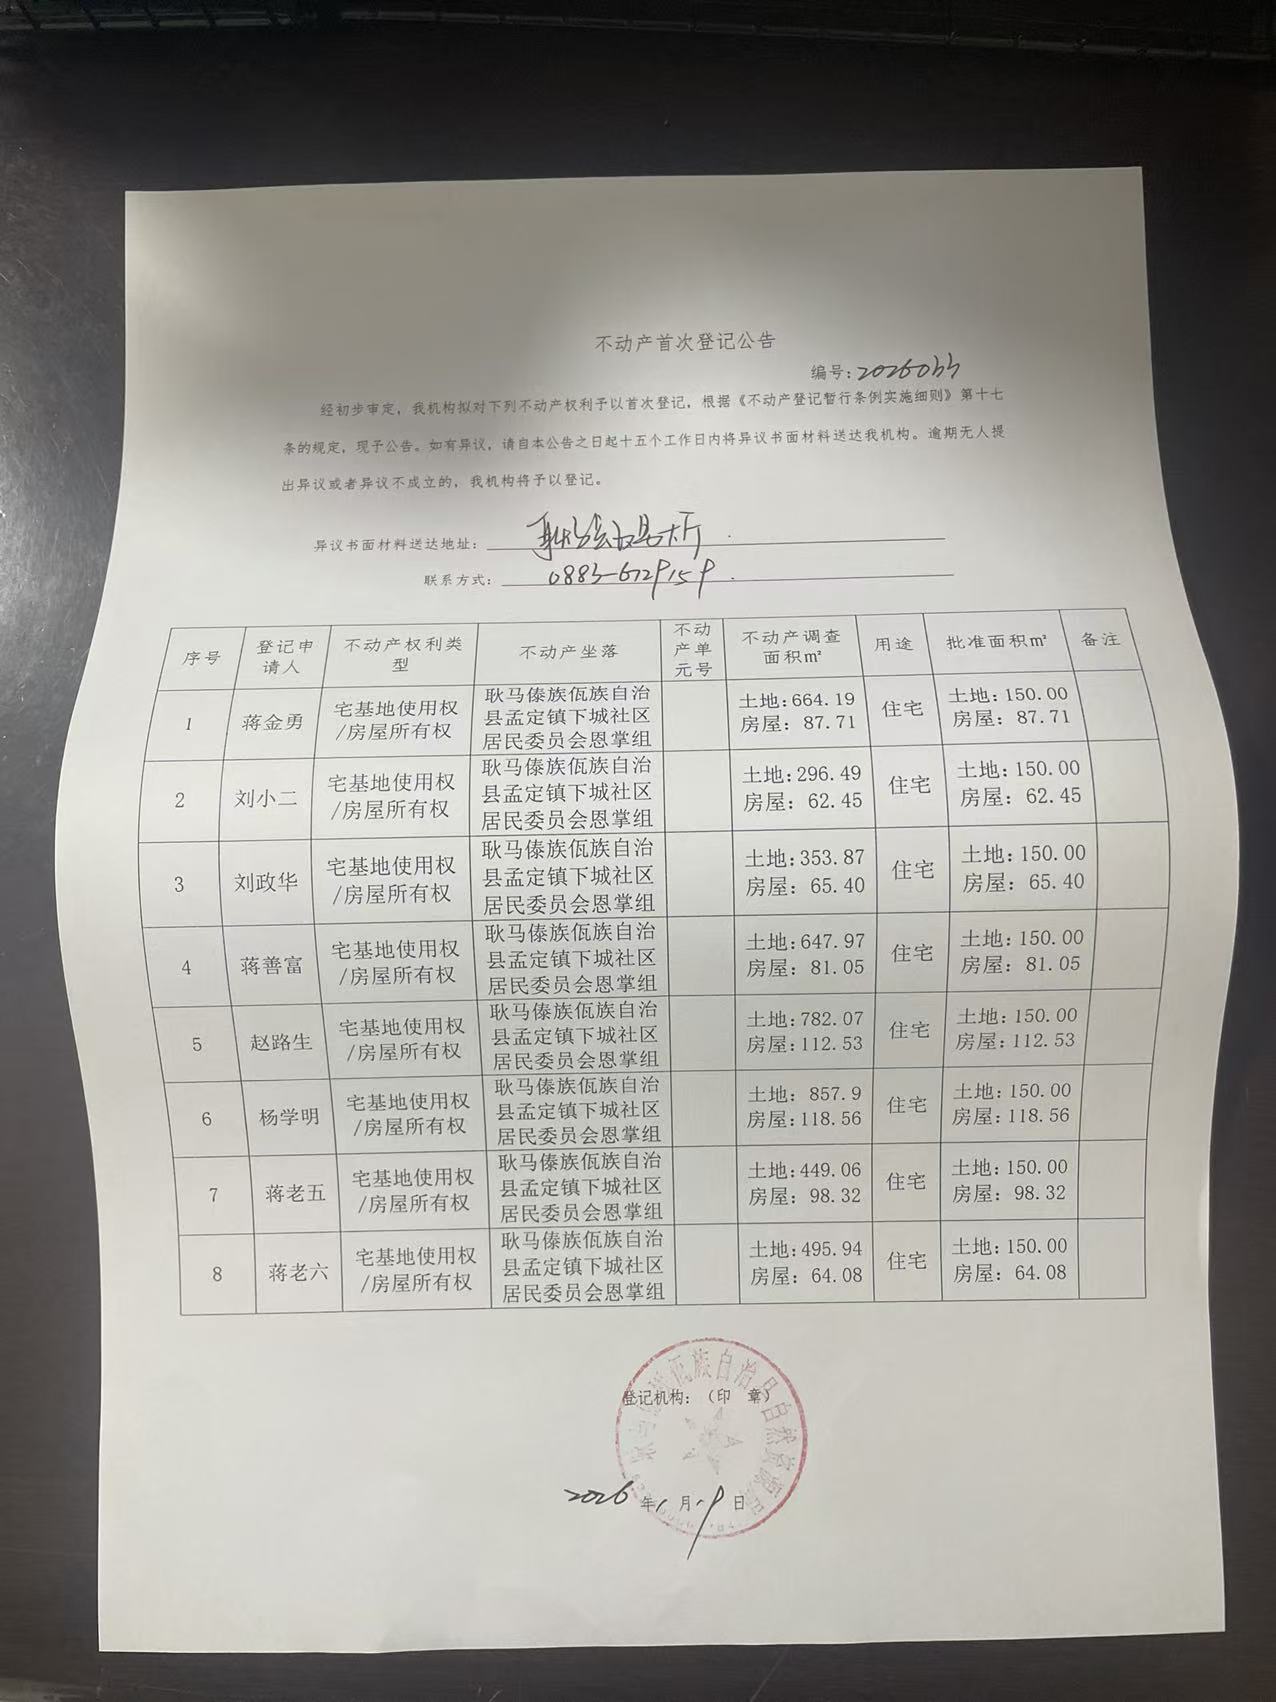 不动产首次登记公告
编号:2026033
经初步审定，我机构拟对下列不动产权利予以首次登记，根据《不动产登记暂行条例实施细则》第十七
条的规定，现予公告。如有异议，请自本公告之日起十五个工作日内将异议书面材料送达我机构。逾期无人提
出异议或者异议不成立的，我机构将予以登记。
异议书面材料送达地址：
联系方式：0883-6129159
序号 登记申请人 不动产权利类型 不动产坐落 不动产单元号 不动产调查面积㎡ 用途 批准面积㎡ 备注
1 蒋金勇 宅基地使用权/房屋所有权 耿马傣族佤族自治县孟定镇下城社区居民委员会恩掌组 土地:664.19 房屋:87.71 住宅 土地:150.00 房屋:87.71
2 刘小二 宅基地使用权/房屋所有权 耿马傣族佤族自治县孟定镇下城社区居民委员会恩掌组 土地:296.49 房屋:62.45 住宅 土地:150.00 房屋:62.45
3 刘政华 宅基地使用权/房屋所有权 耿马傣族佤族自治县孟定镇下城社区居民委员会恩掌组 土地:353.87 房屋:65.40 住宅 土地:150.00 房屋:65.40
4 蒋善富 宅基地使用权/房屋所有权 耿马傣族佤族自治县孟定镇下城社区居民委员会恩掌组 土地:647.97 房屋:81.05 住宅 土地:150.00 房屋:81.05
5 赵路生 宅基地使用权/房屋所有权 耿马傣族佤族自治县孟定镇下城社区居民委员会恩掌组 土地:782.07 房屋:112.53 住宅 土地:150.00 房屋:112.53
6 杨学明 宅基地使用权/房屋所有权 耿马傣族佤族自治县孟定镇下城社区居民委员会恩掌组 土地:857.9 房屋:118.56 住宅 土地:150.00 房屋:118.56
7 蒋老五 宅基地使用权/房屋所有权 耿马傣族佤族自治县孟定镇下城社区居民委员会恩掌组 土地:449.06 房屋:98.32 住宅 土地:150.00 房屋:98.32
8 蒋老六 宅基地使用权/房屋所有权 耿马傣族佤族自治县孟定镇下城社区居民委员会恩掌组 土地:495.94 房屋:64.08 住宅 土地:150.00 房屋:64.08
登记机构：（印 章）
佤族自治县自然资源局
2026年1月19日